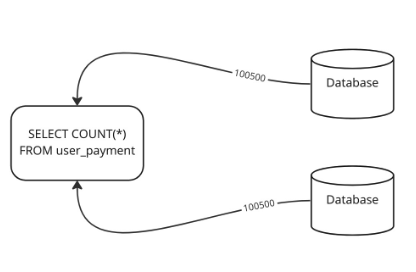 100500
Database
SELECT COUNT(*)
FROM user_payment
Database
100500